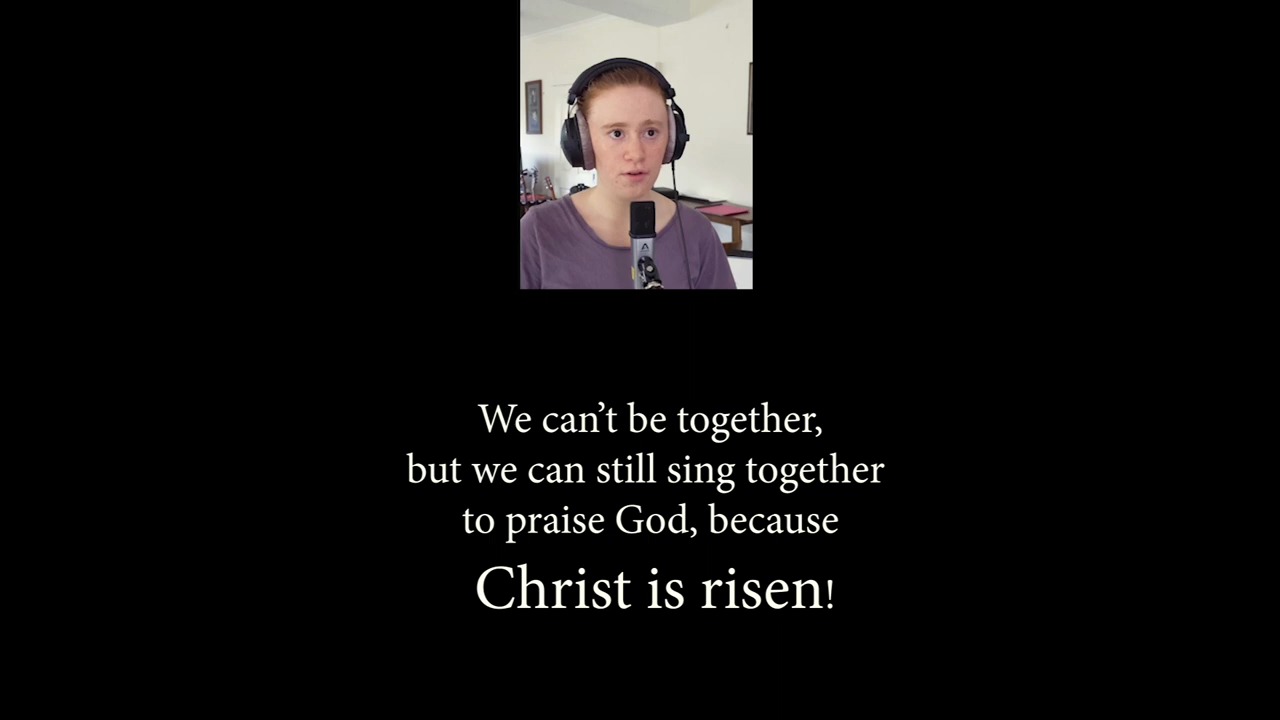 We can’t be together,
but we can still sing together
to praise God, because
Christ is risen!